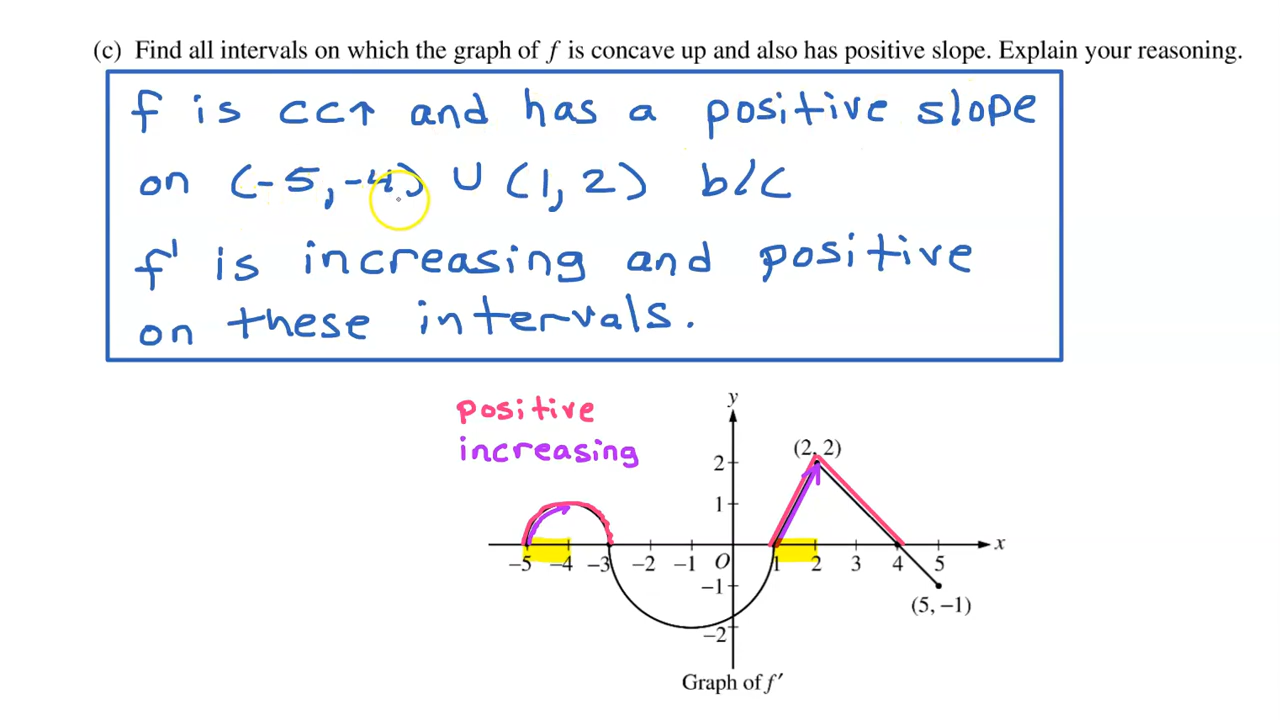 (c) Find all intervals on which the graph of f is concave up and also has positive slope. Explain your reasoning.
f is CC↑ and has a positive slope
on (-5, -4) ∪ (1, 2) b/c
f' is increasing and positive
on these intervals.
positive
increasing
y
(2, 2)
2
1
x
−5 −4 −3 −2 −1 O 1 2 3 4 5
−1
(5, −1)
−2
Graph of f′